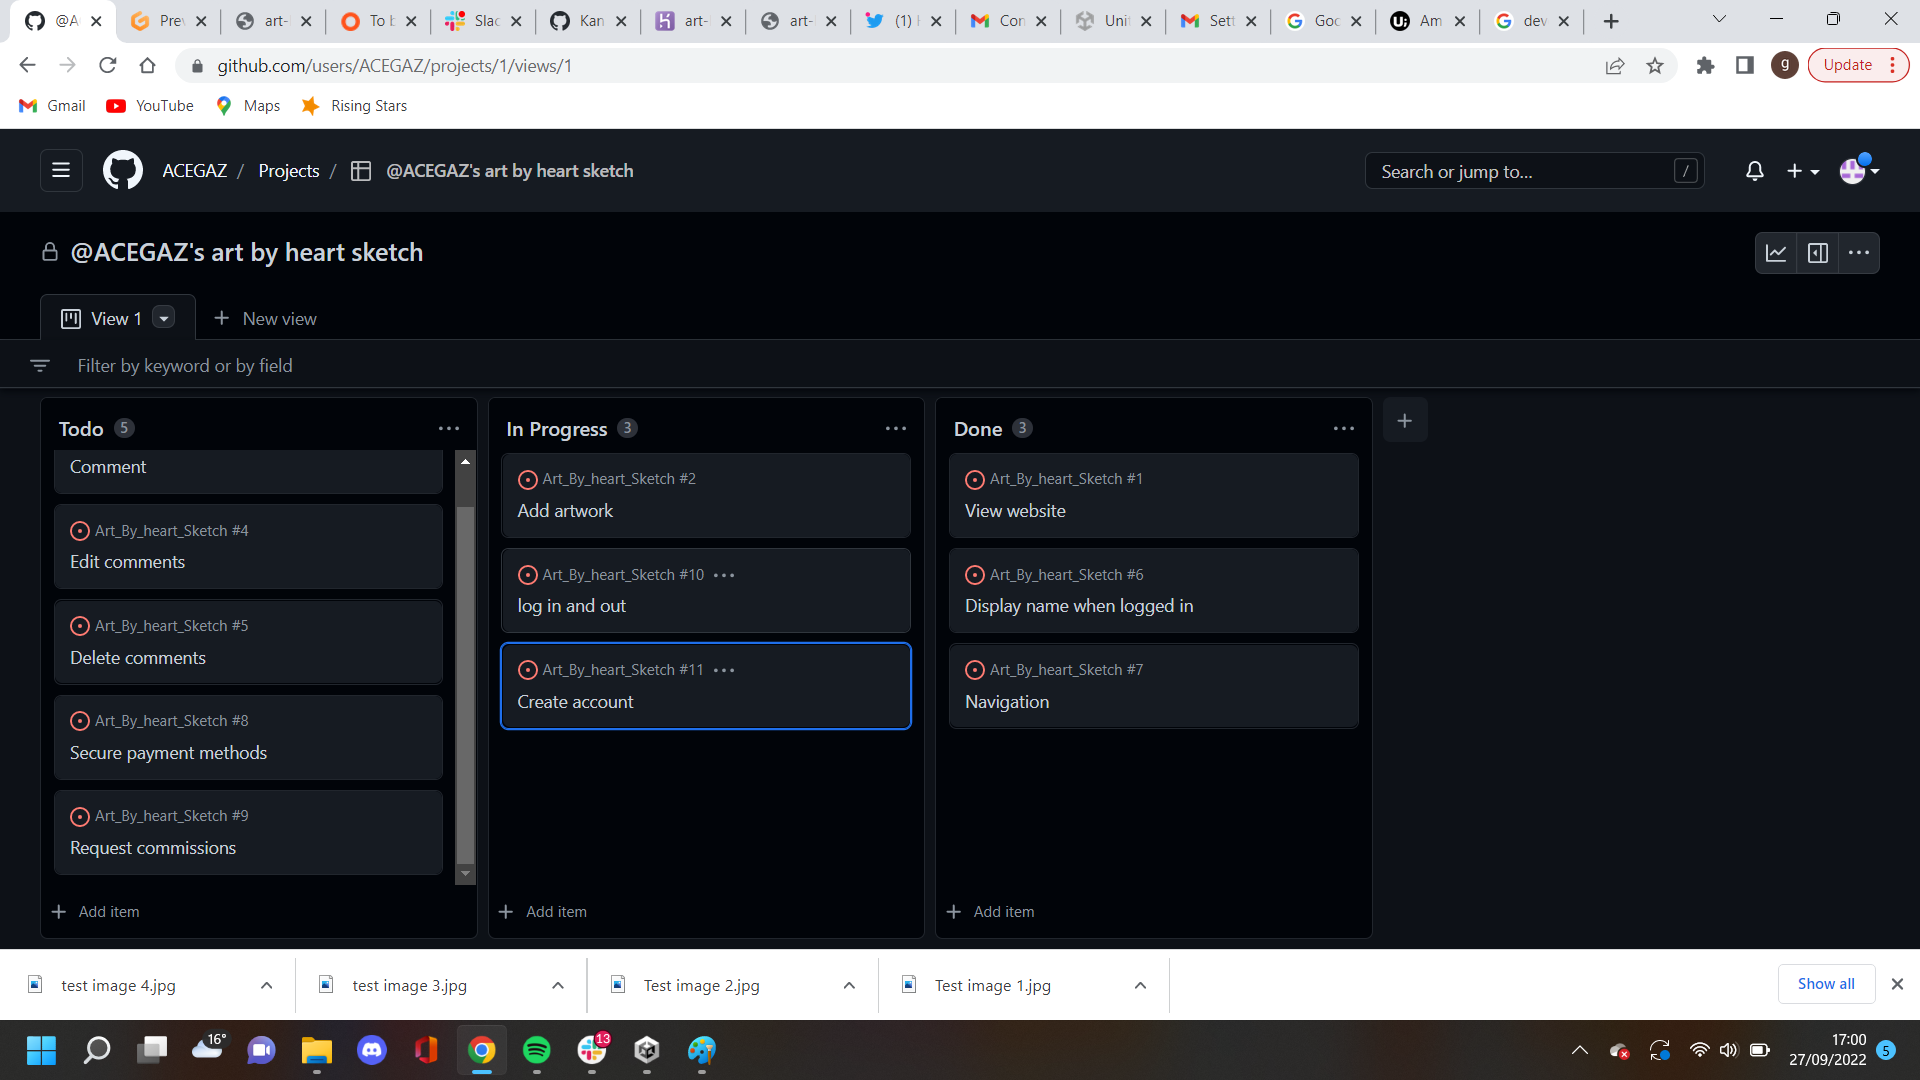 @A
Prev
art-
To b
Slac
Kan
art-
art-
(1)
Con
Unit
Sett
Goo
Am
dev
github.com/users/ACEGAZ/projects/1/views/1
g
Update
Gmail
YouTube
Maps
Rising Stars
ACEGAZ / Projects / @ACEGAZ's art by heart sketch
Search or jump to...
/
@ACEGAZ's art by heart sketch
View 1
New view
Filter by keyword or by field
Todo 5
Comment
Art_By_heart_Sketch #4
Edit comments
Art_By_heart_Sketch #5
Delete comments
Art_By_heart_Sketch #8
Secure payment methods
Art_By_heart_Sketch #9
Request commissions
Add item
In Progress 3
Art_By_heart_Sketch #2
Add artwork
Art_By_heart_Sketch #10
log in and out
Art_By_heart_Sketch #11
Create account
Add item
Done 3
Art_By_heart_Sketch #1
View website
Art_By_heart_Sketch #6
Display name when logged in
Art_By_heart_Sketch #7
Navigation
Add item
test image 4.jpg
test image 3.jpg
Test image 2.jpg
Test image 1.jpg
Show all
16°
13
17:00
27/09/2022
5